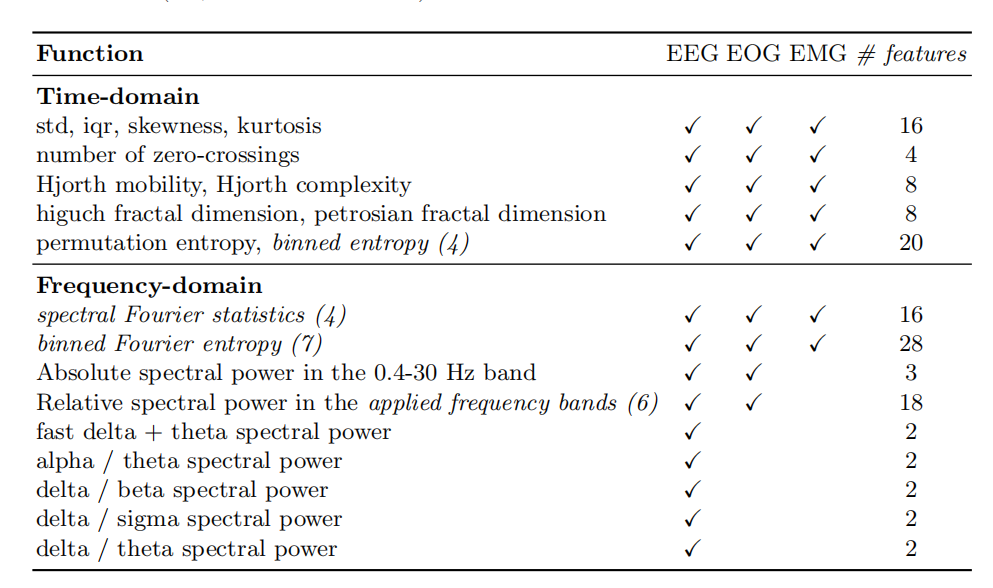 Function EEG EOG EMG # features
Time-domain
std, iqr, skewness, kurtosis ✓ ✓ ✓ 16
number of zero-crossings ✓ ✓ ✓ 4
Hjorth mobility, Hjorth complexity ✓ ✓ ✓ 8
higuch fractal dimension, petrosian fractal dimension ✓ ✓ ✓ 8
permutation entropy, binned entropy (4) ✓ ✓ ✓ 20
Frequency-domain
spectral Fourier statistics (4) ✓ ✓ ✓ 16
binned Fourier entropy (7) ✓ ✓ ✓ 28
Absolute spectral power in the 0.4-30 Hz band ✓ ✓ 3
Relative spectral power in the applied frequency bands (6) ✓ ✓ 18
fast delta + theta spectral power ✓ 2
alpha / theta spectral power ✓ 2
delta / beta spectral power ✓ 2
delta / sigma spectral power ✓ 2
delta / theta spectral power ✓ 2